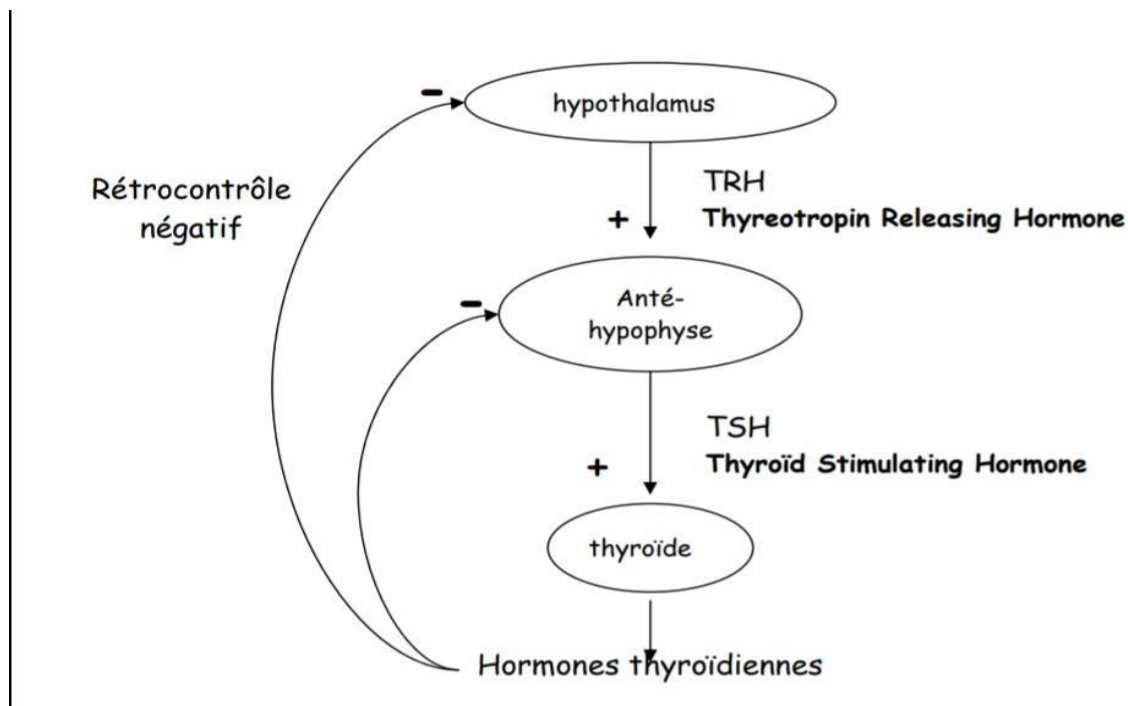 hypothalamus
-
TRH
Thyreotropin Releasing Hormone
+
Rétrocontrôle
négatif
Anté-
hypophyse
-
TSH
Thyroïd Stimulating Hormone
+
thyroïde
Hormones thyroïdiennes